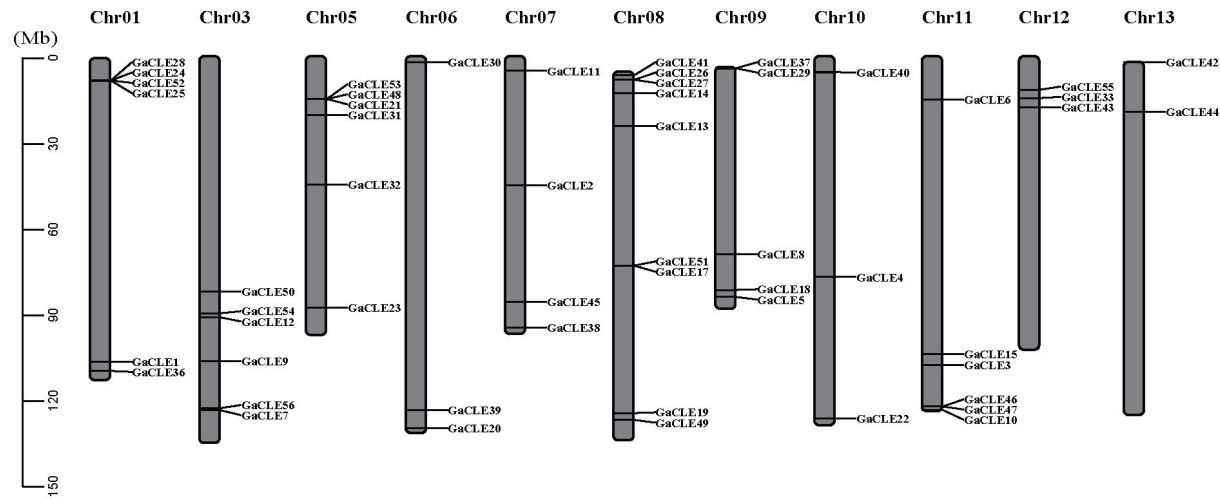 Chr01 Chr03 Chr05 Chr06 Chr07 Chr08 Chr09 Chr10 Chr11 Chr12 Chr13
(Mb)
0
30
60
90
120
150
GaCLE28
GaCLE24
GaCLE52
GaCLE25
GaCLE1
GaCLE36
GaCLE50
GaCLE54
GaCLE12
GaCLE9
GaCLE56
GaCLE7
GaCLE53
GaCLE48
GaCLE21
GaCLE31
GaCLE32
GaCLE23
GaCLE30
GaCLE39
GaCLE20
GaCLE11
GaCLE2
GaCLE45
GaCLE38
GaCLE41
GaCLE26
GaCLE27
GaCLE14
GaCLE13
GaCLE51
GaCLE17
GaCLE19
GaCLE49
GaCLE37
GaCLE29
GaCLE8
GaCLE18
GaCLE5
GaCLE40
GaCLE4
GaCLE22
GaCLE6
GaCLE15
GaCLE3
GaCLE46
GaCLE47
GaCLE10
GaCLE55
GaCLE33
GaCLE43
GaCLE42
GaCLE44